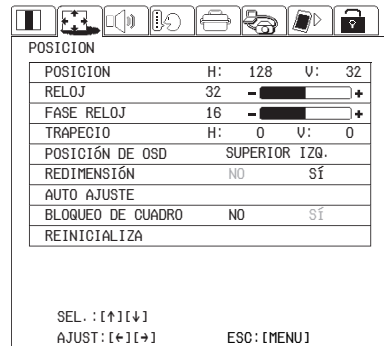 POSICION
POSICION H: 128 V: 32
RELOJ 32 - +
FASE RELOJ 16 - +
TRAPECIO H: 0 V: 0
POSICIÓN DE OSD SUPERIOR IZQ.
REDIMENSIÓN NO SÍ
AUTO AJUSTE
BLOQUEO DE CUADRO NO SÍ
REINICIALIZA
SEL.:[↑][↓]
AJUST:[←][→] ESC:[MENU]